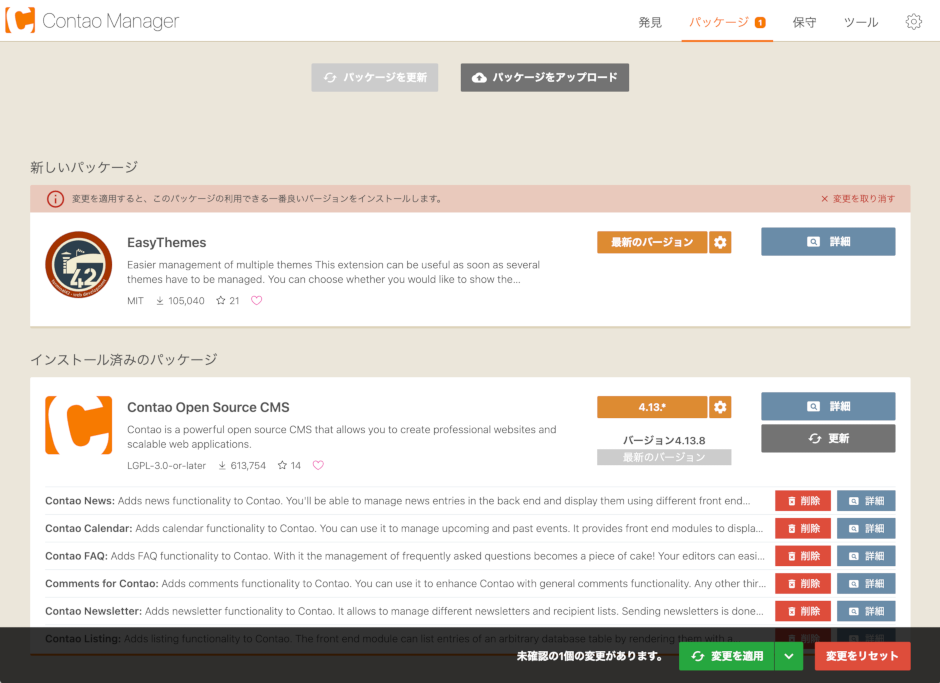 Contao Manager
発見
パッケージ 1
保守
ツール
パッケージを更新
パッケージをアップロード
新しいパッケージ
変更を適用すると、このパッケージの利用できる一番良いバージョンをインストールします。
× 変更を取り消す
EasyThemes
最新のバージョン
詳細
Easier management of multiple themes This extension can be useful as soon as several
themes have to be managed. You can choose whether you would like to show the...
MIT 105,040 21
42
インストール済みのパッケージ
Contao Open Source CMS
4.13.*
詳細
Contao is a powerful open source CMS that allows you to create professional websites and
scalable web applications.
バージョン4.13.8
最新のバージョン
更新
LGPL-3.0-or-later 613,754 14
Contao News: Adds news functionality to Contao. You'll be able to manage news entries in the back end and display them using different front end...
削除 詳細
Contao Calendar: Adds calendar functionality to Contao. You can use it to manage upcoming and past events. It provides front end modules to displa...
削除 詳細
Contao FAQ: Adds FAQ functionality to Contao. With it the management of frequently asked questions becomes a piece of cake! Your editors can easi...
削除 詳細
Comments for Contao: Adds comments functionality to Contao. You can use it to enhance Contao with general comments functionality. Any other thir...
削除 詳細
Contao Newsletter: Adds newsletter functionality to Contao. It allows to manage different newsletters and recipient lists. Sending newsletters is done...
削除 詳細
Contao Listing: Adds listing functionality to Contao. The front end module can list entries of an arbitrary database table by rendering them with a...
削除 詳細
未確認の1個の変更があります。
変更を適用
変更をリセット